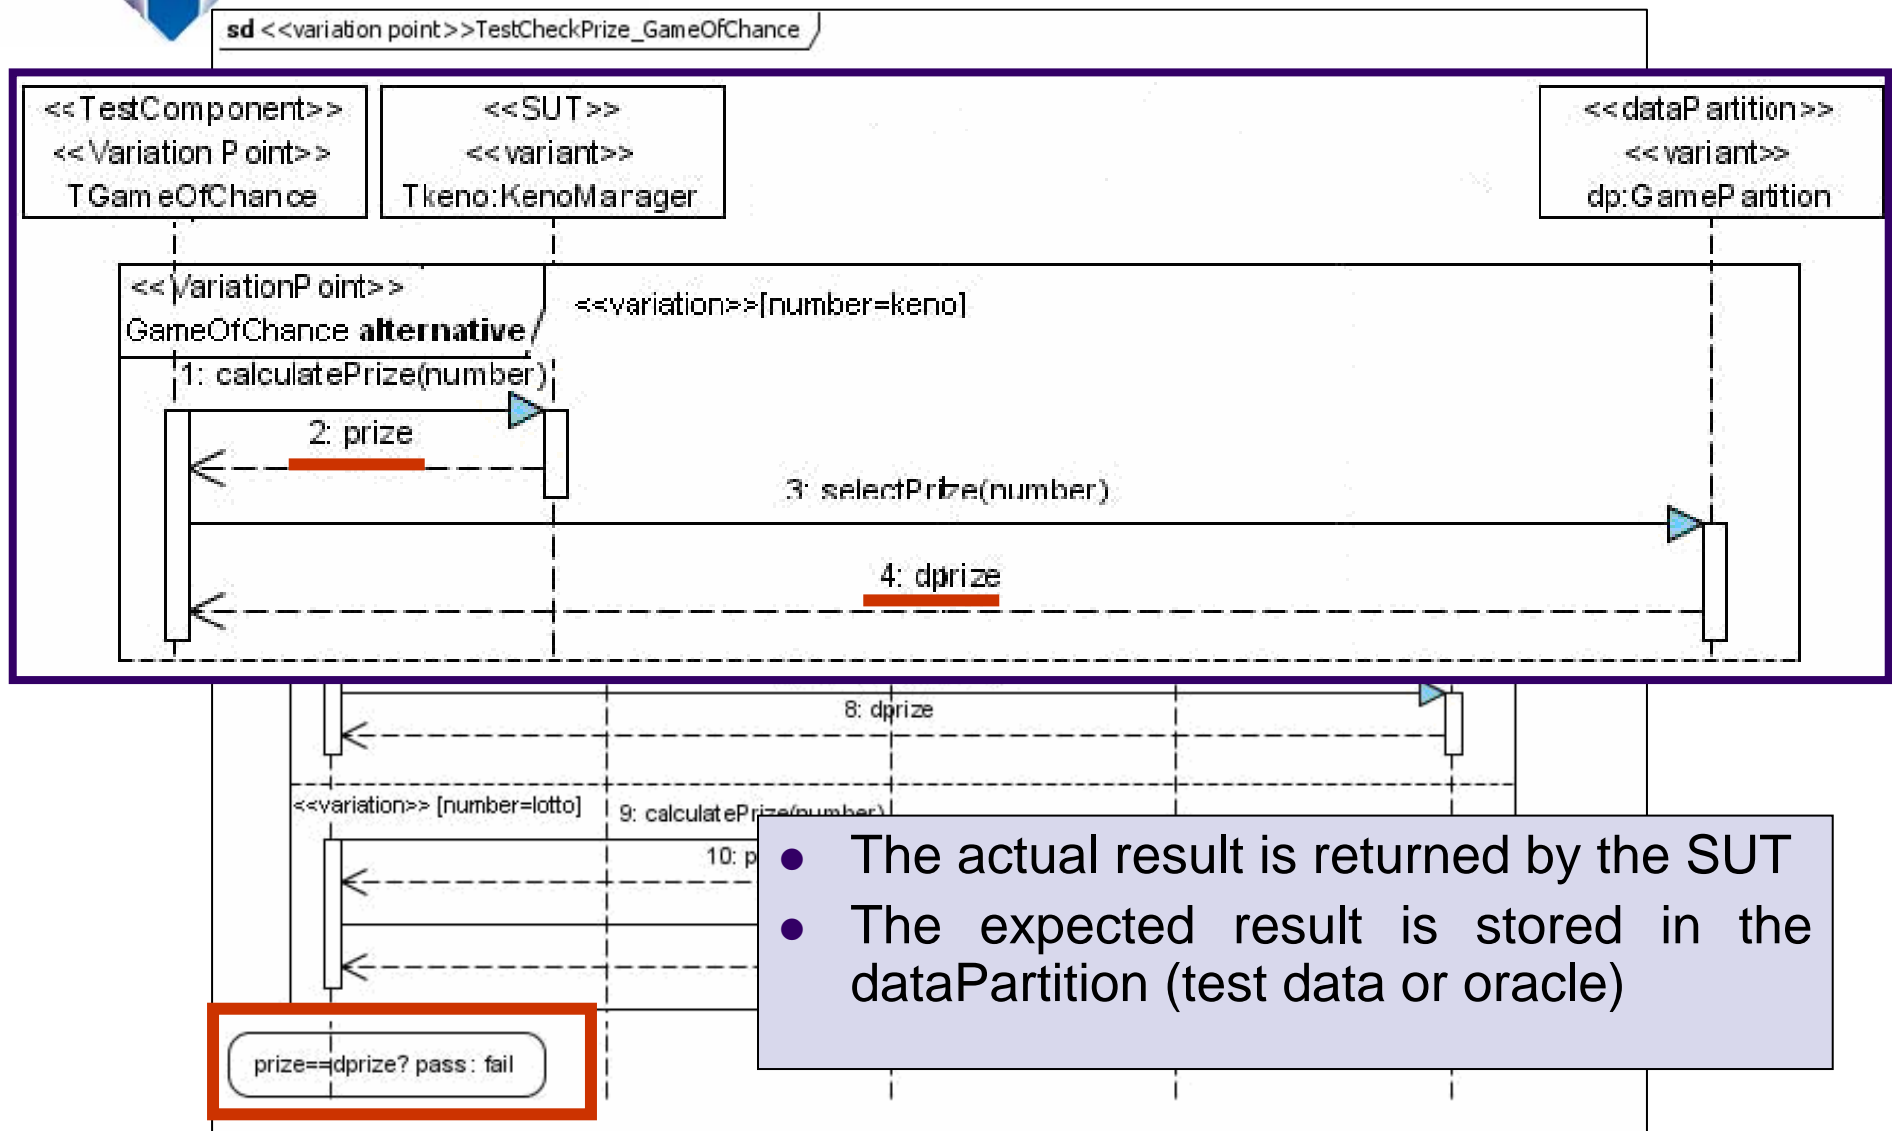 sd <<variation point>>TestCheckPrize_GameOfChance
<<TestComponent>>
<<Variation Point>>
TGameOfChance
<<SUT>>
<<variant>>
Tkeno:KenoManager
<<dataPartition>>
<<variant>>
dp:GamePartition
<<VariationPoint>>
GameOfChance alternative
<<variation>>[number=keno]
1: calculatePrize(number)
2: prize
3: selectPrize(number)
4: dprize
8: dprize
<<variation>> [number=lotto]
9: calculatePrize(number)
10: p
● The actual result is returned by the SUT
● The expected result is stored in the
dataPartition (test data or oracle)
prize==dprize? pass : fail